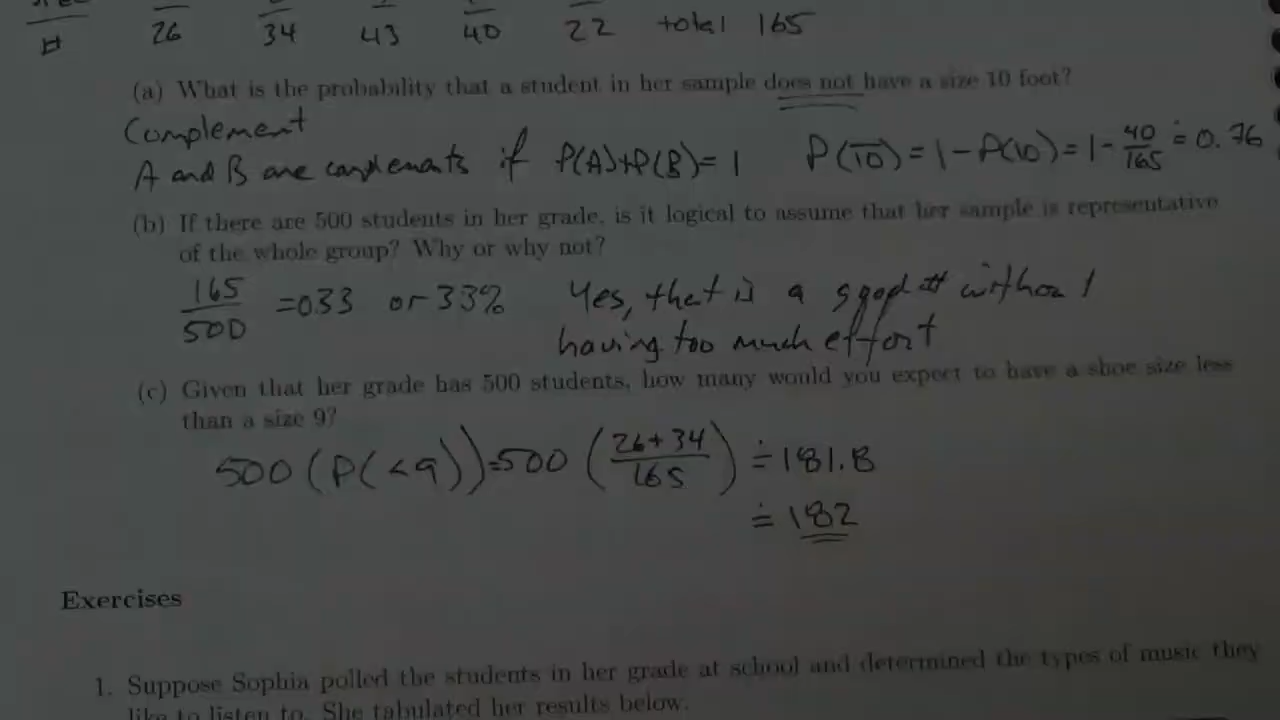 # 26 34 43 40 22 total 165
(a) What is the probability that a student in her sample does not have a size 10 foot?
Complement
A and B are complements if P(A)+P(B)=1 P(1̅0̅)=1-P(10)=1-40/165≐0.76
(b) If there are 500 students in her grade, is it logical to assume that her sample is representative
of the whole group? Why or why not?
165/500 =0.33 or 33% Yes, that is a good # without
having too much effort
(c) Given that her grade has 500 students, how many would you expect to have a shoe size less
than a size 9?
500(P(<9))=500(26+34/165)≐181.8
≐182
Exercises
1. Suppose Sophia polled the students in her grade at school and determined the types of music they
like to listen to. She tabulated her results below.